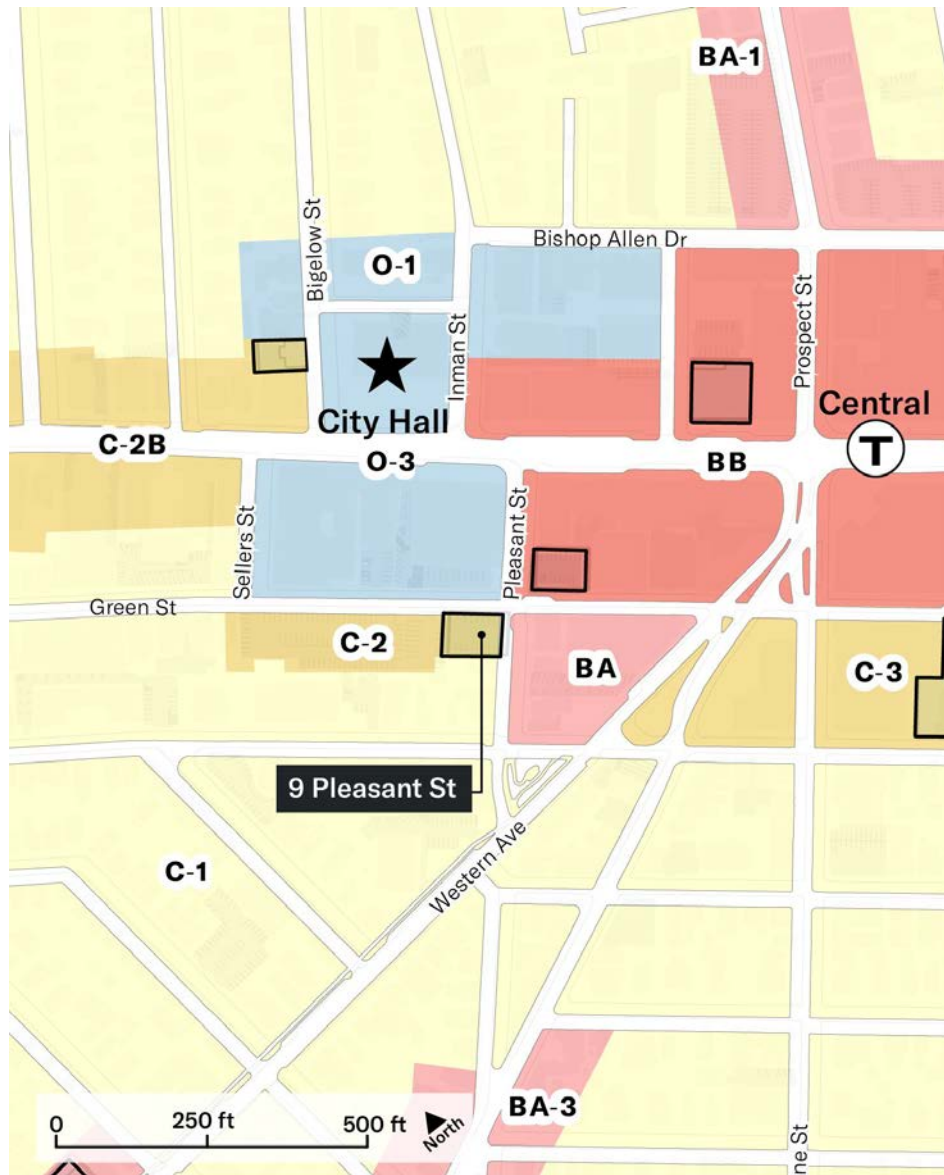 BA-1
Bigelow St
Bishop Allen Dr
O-1
Prospect St
Inman St
Central
T
City Hall
C-2B
O-3
BB
Pleasant St
Sellers St
Green St
C-2
BA
C-3
9 Pleasant St
Western Ave
C-1
BA-3
0
250 ft
500 ft
North
ne St